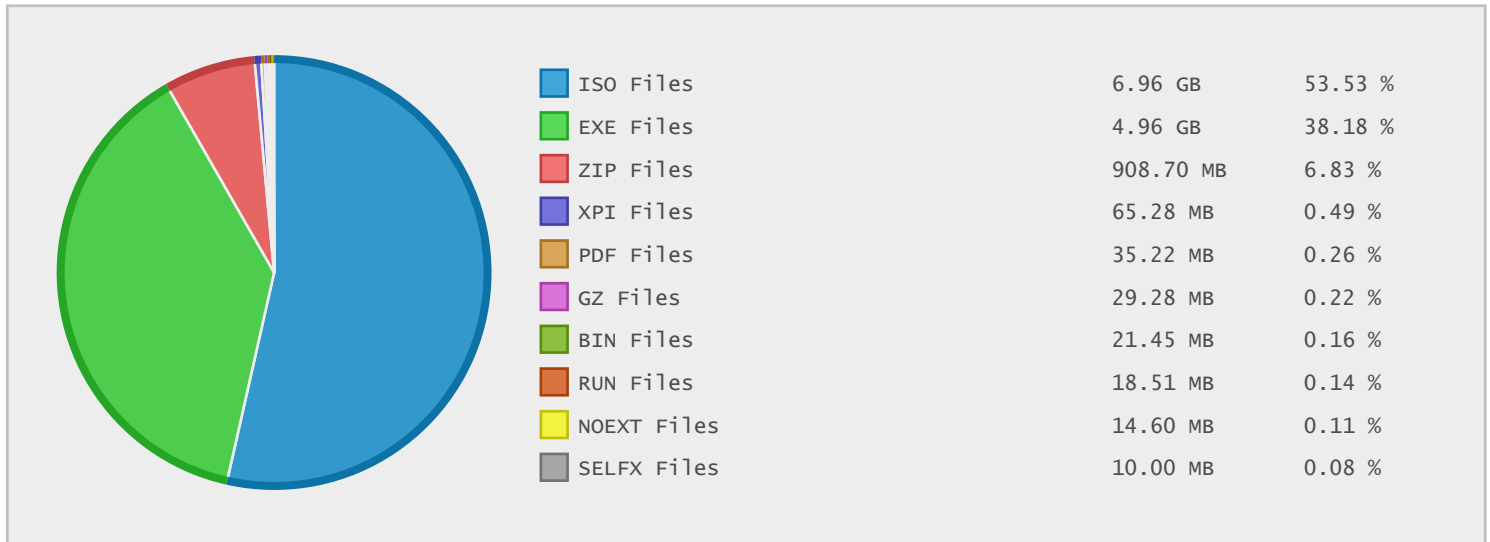 ISO Files 6.96 GB 53.53 %
EXE Files 4.96 GB 38.18 %
ZIP Files 908.70 MB 6.83 %
XPI Files 65.28 MB 0.49 %
PDF Files 35.22 MB 0.26 %
GZ Files 29.28 MB 0.22 %
BIN Files 21.45 MB 0.16 %
RUN Files 18.51 MB 0.14 %
NOEXT Files 14.60 MB 0.11 %
SELFX Files 10.00 MB 0.08 %